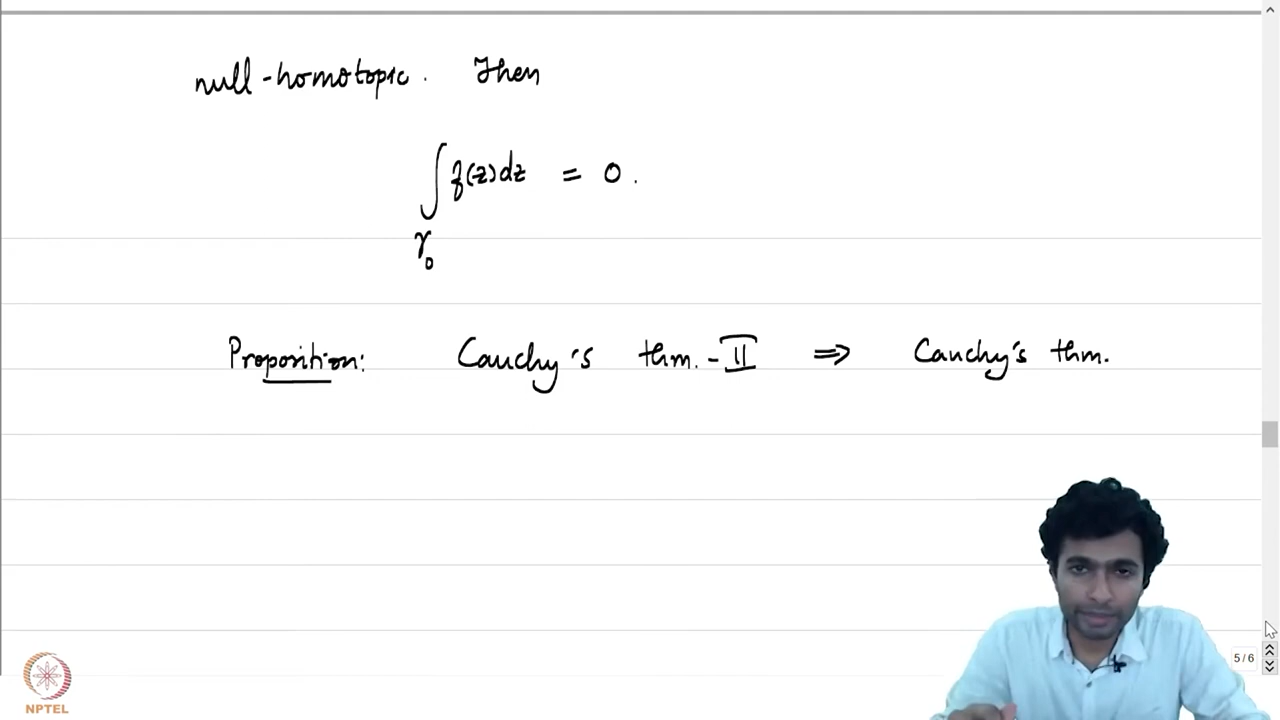 null-homotopic. Then
∫_{γ₀} f(z)dz = 0.
Proposition: Cauchy's thm.-II ⇒ Cauchy's thm.
5 / 6
NPTEL